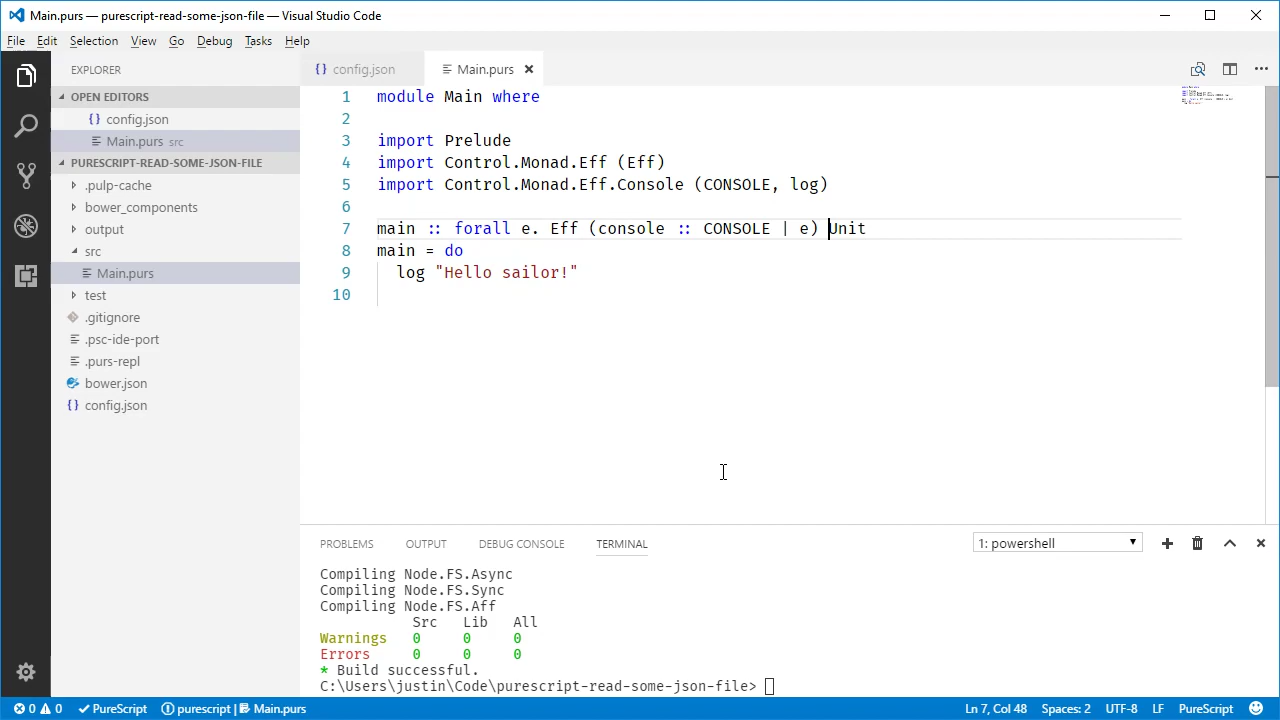 Main.purs — purescript-read-some-json-file — Visual Studio Code
File Edit Selection View Go Debug Tasks Help
EXPLORER
OPEN EDITORS
{} config.json
Main.purs src
PURESCRIPT-READ-SOME-JSON-FILE
.pulp-cache
bower_components
output
src
Main.purs
test
.gitignore
.psc-ide-port
.purs-repl
bower.json
{} config.json
{} config.json
Main.purs
1 module Main where
2
3 import Prelude
4 import Control.Monad.Eff (Eff)
5 import Control.Monad.Eff.Console (CONSOLE, log)
6
7 main :: forall e. Eff (console :: CONSOLE | e) Unit
8 main = do
9 log "Hello sailor!"
10
PROBLEMS OUTPUT DEBUG CONSOLE TERMINAL
1: powershell
Compiling Node.FS.Async
Compiling Node.FS.Sync
Compiling Node.FS.Aff
Src Lib All
Warnings 0 0 0
Errors 0 0 0
* Build successful.
C:\Users\justin\Code\purescript-read-some-json-file>
0 0 PureScript purescript | Main.purs Ln 7, Col 48 Spaces: 2 UTF-8 LF PureScript